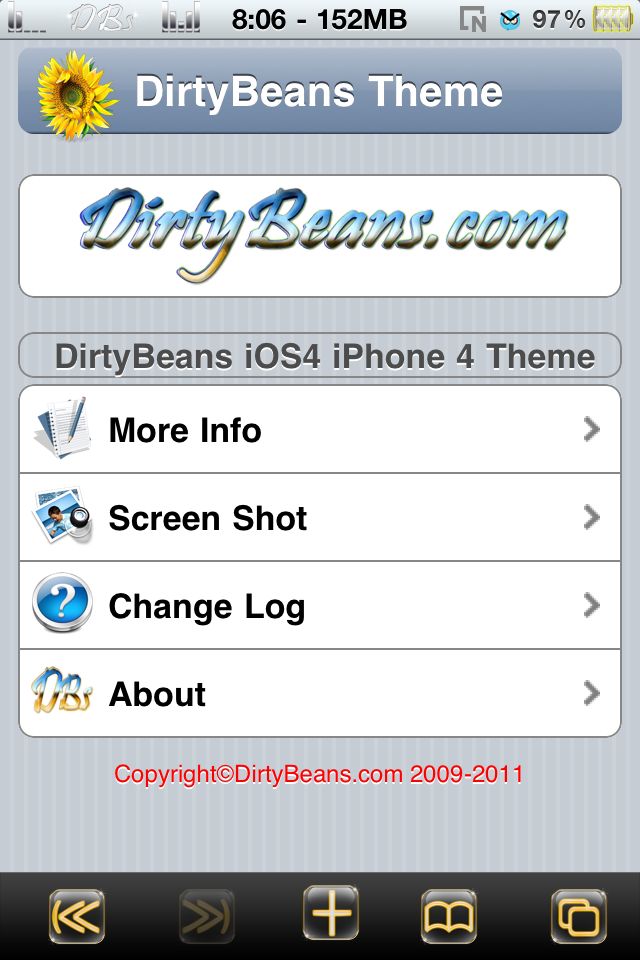 DBs 8:06 - 152MB N 97%
DirtyBeans Theme
DirtyBeans.com
DirtyBeans iOS4 iPhone 4 Theme
More Info
Screen Shot
? Change Log
DBs About
Copyright©DirtyBeans.com 2009-2011